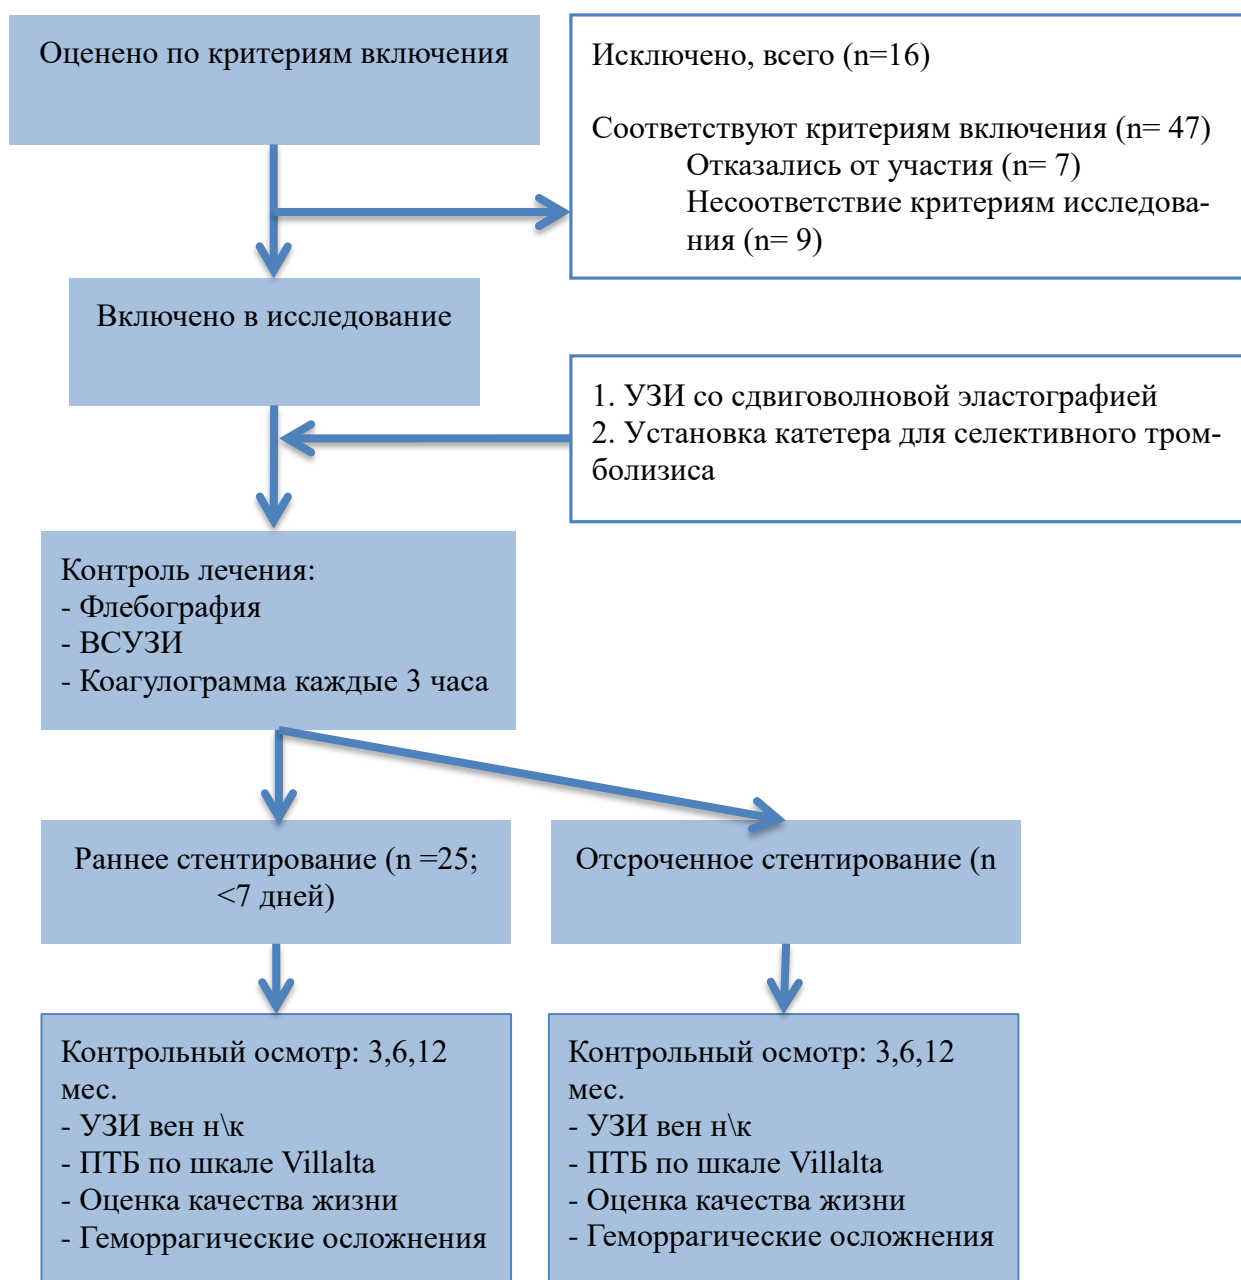 Оценено по критериям включения
Исключено, всего (n=16)
Соответствуют критериям включения (n= 47)
Отказались от участия (n= 7)
Несоответствие критериям исследова-
ния (n= 9)
Включено в исследование
1. УЗИ со сдвиговолновой эластографией
2. Установка катетера для селективного тром-
болизиса
Контроль лечения:
- Флебография
- ВСУЗИ
- Коагулограмма каждые 3 часа
Раннее стентирование (n =25;
<7 дней)
Отсроченное стентирование (n
Контрольный осмотр: 3,6,12
мес.
- УЗИ вен н\к
- ПТБ по шкале Villalta
- Оценка качества жизни
- Геморрагические осложнения
Контрольный осмотр: 3,6,12
мес.
- УЗИ вен н\к
- ПТБ по шкале Villalta
- Оценка качества жизни
- Геморрагические осложнения